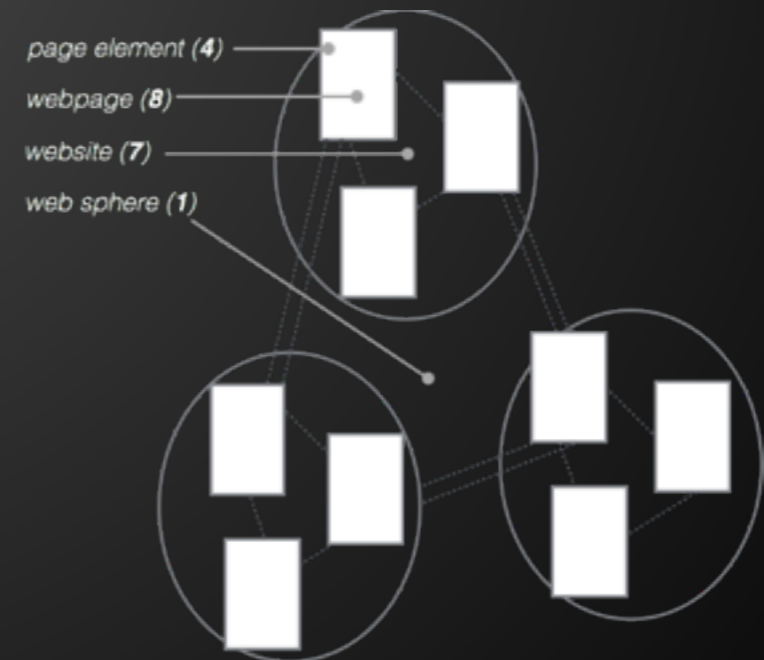 page element (4)
webpage (8)
website (7)
web sphere (1)